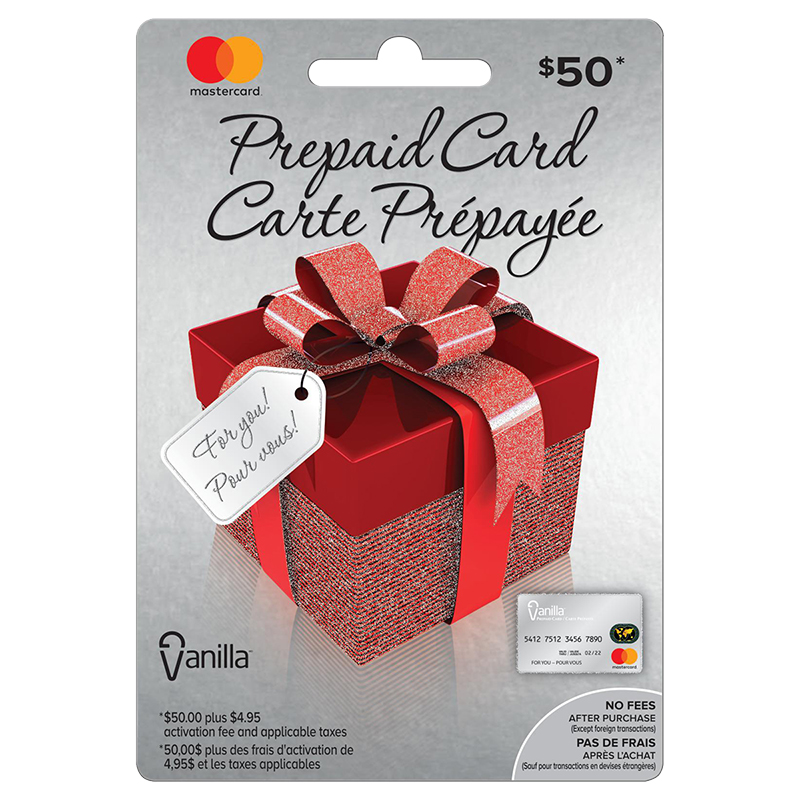 mastercard.
$50*
Prepaid Card
Carte Prépayée
For you!
Pour vous!
Vanilla™
Vanilla
5412 7512 3456 7890
02/22
FOR YOU – POUR VOUS
mastercard.
*$50.00 plus $4.95
activation fee and applicable taxes
*50,00$ plus des frais d'activation de
4,95$ et les taxes applicables
NO FEES
AFTER PURCHASE
(Except foreign transactions)
PAS DE FRAIS
APRÈS L'ACHAT
(Sauf pour transactions en devises étrangères)